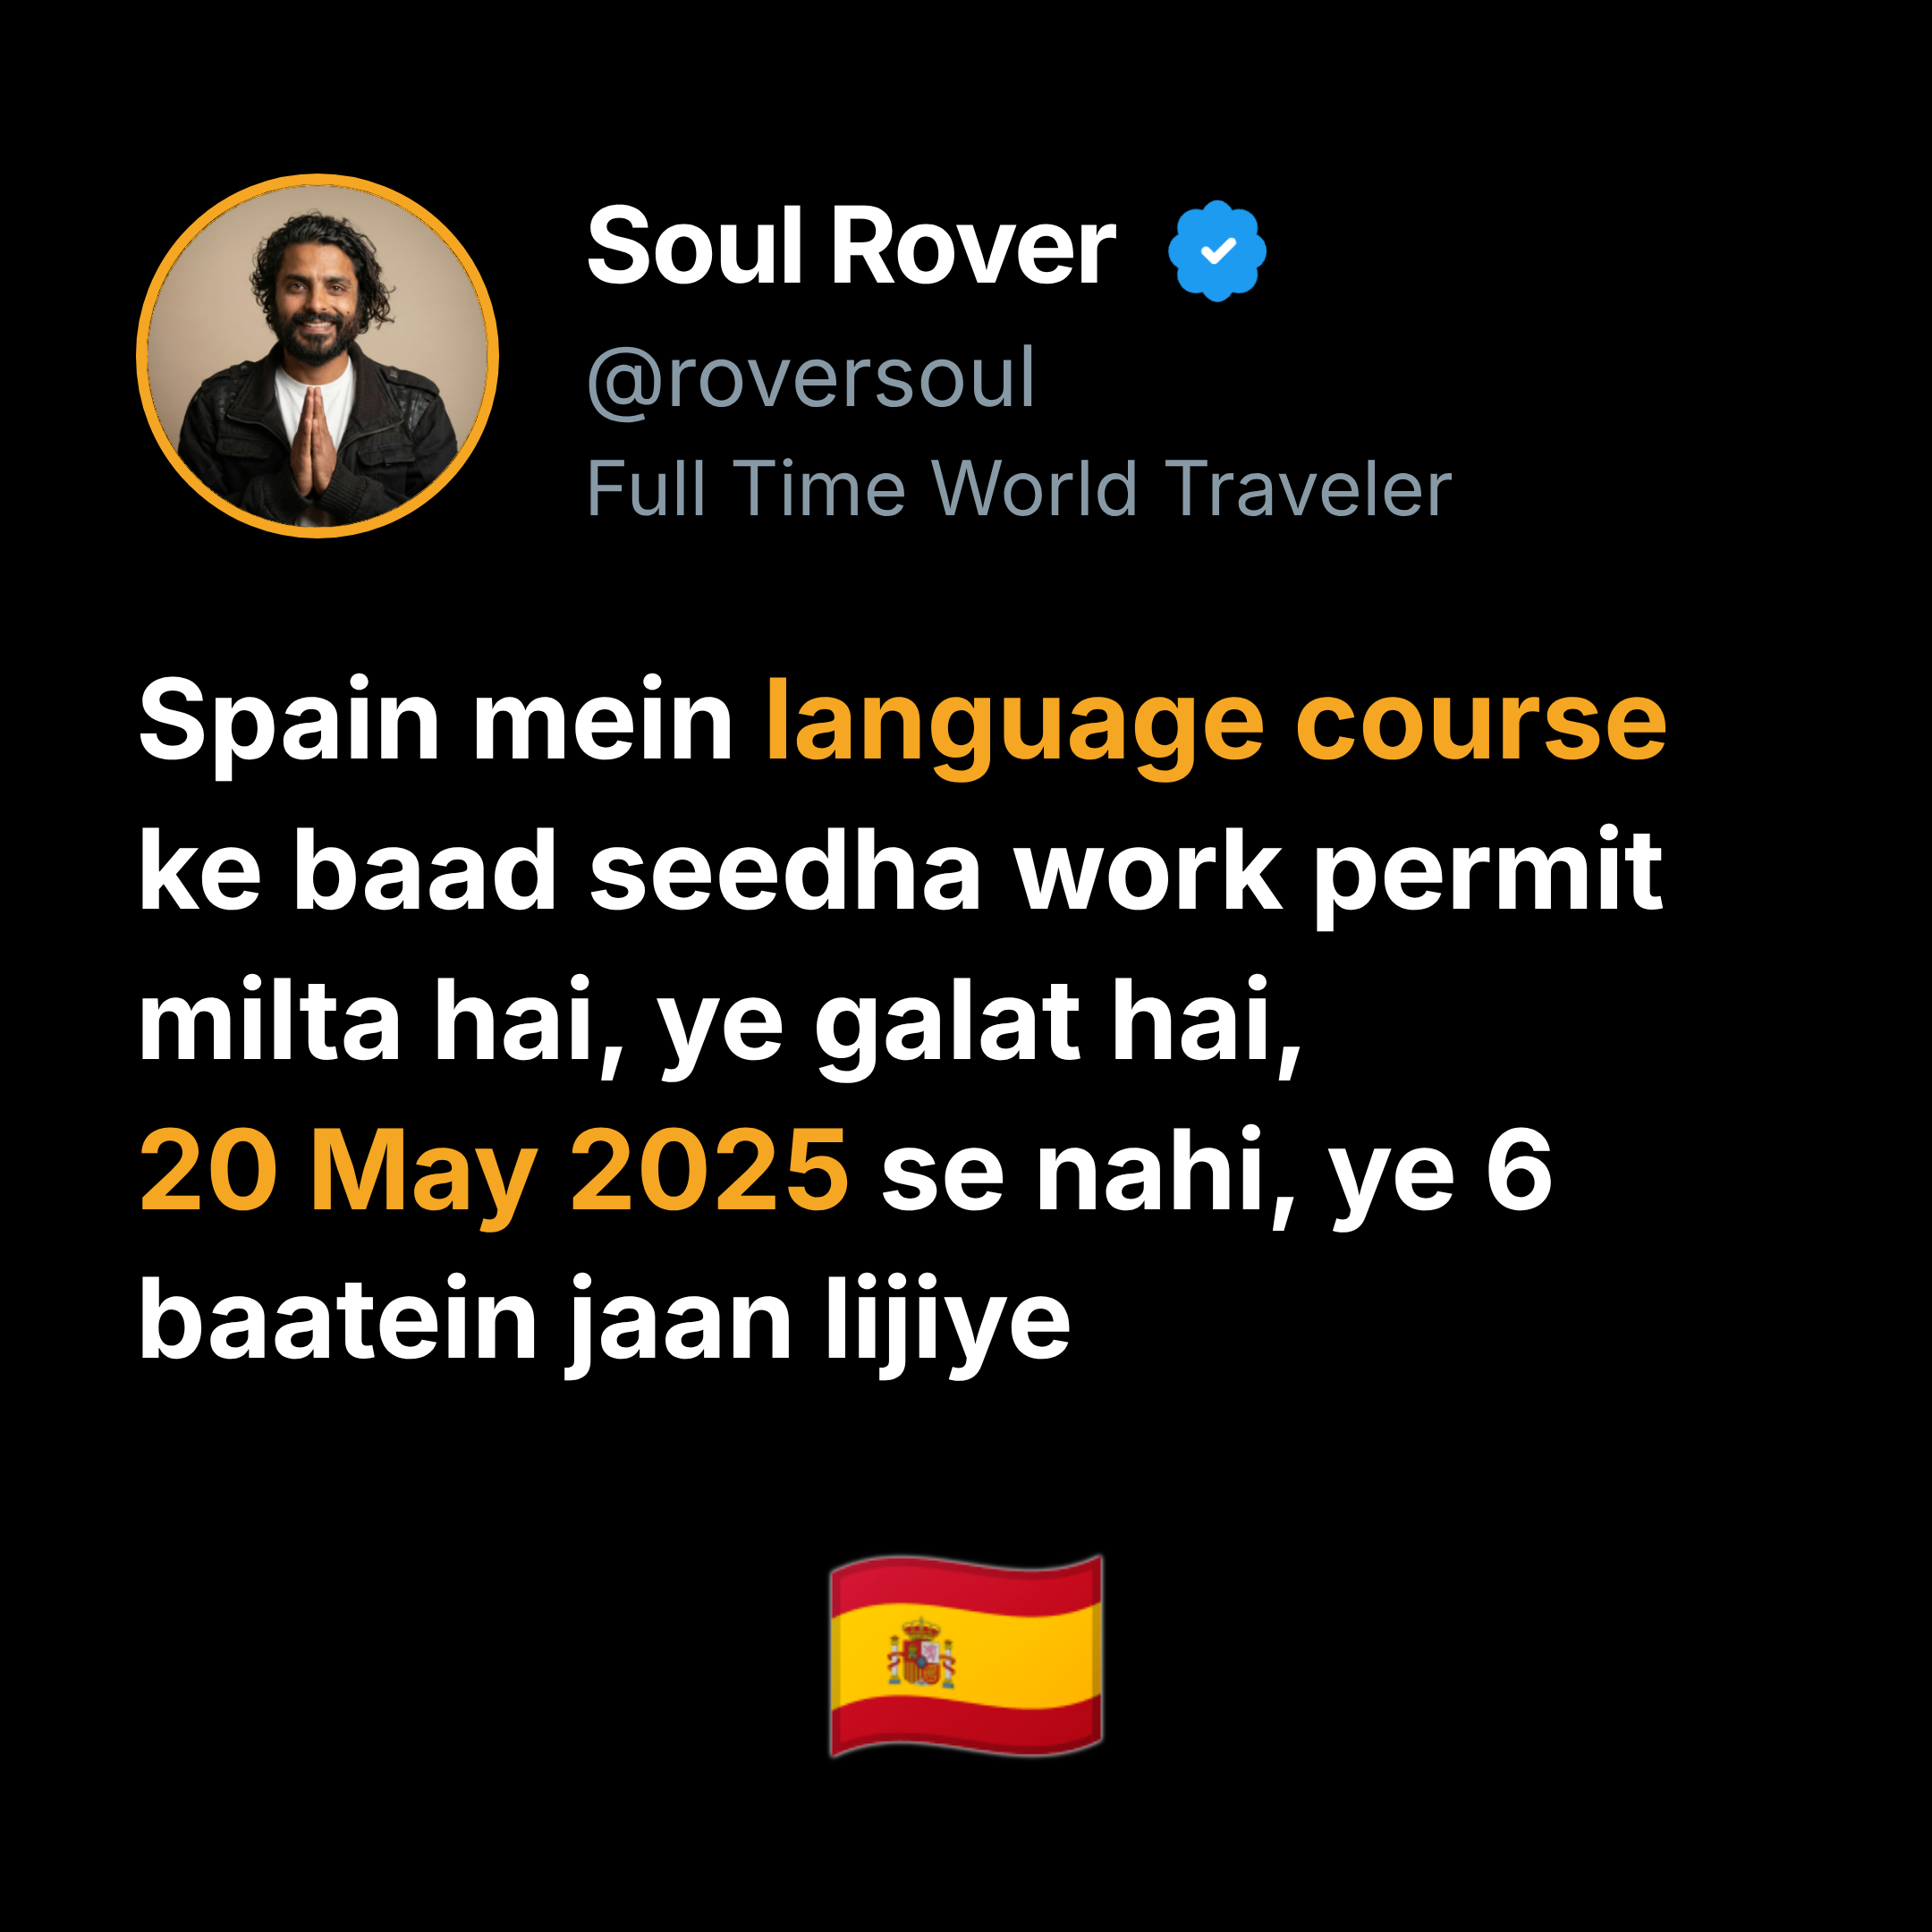 Soul Rover
@roversoul
Full Time World Traveler
Spain mein language course
ke baad seedha work permit
milta hai, ye galat hai,
20 May 2025 se nahi, ye 6
baatein jaan lijiye